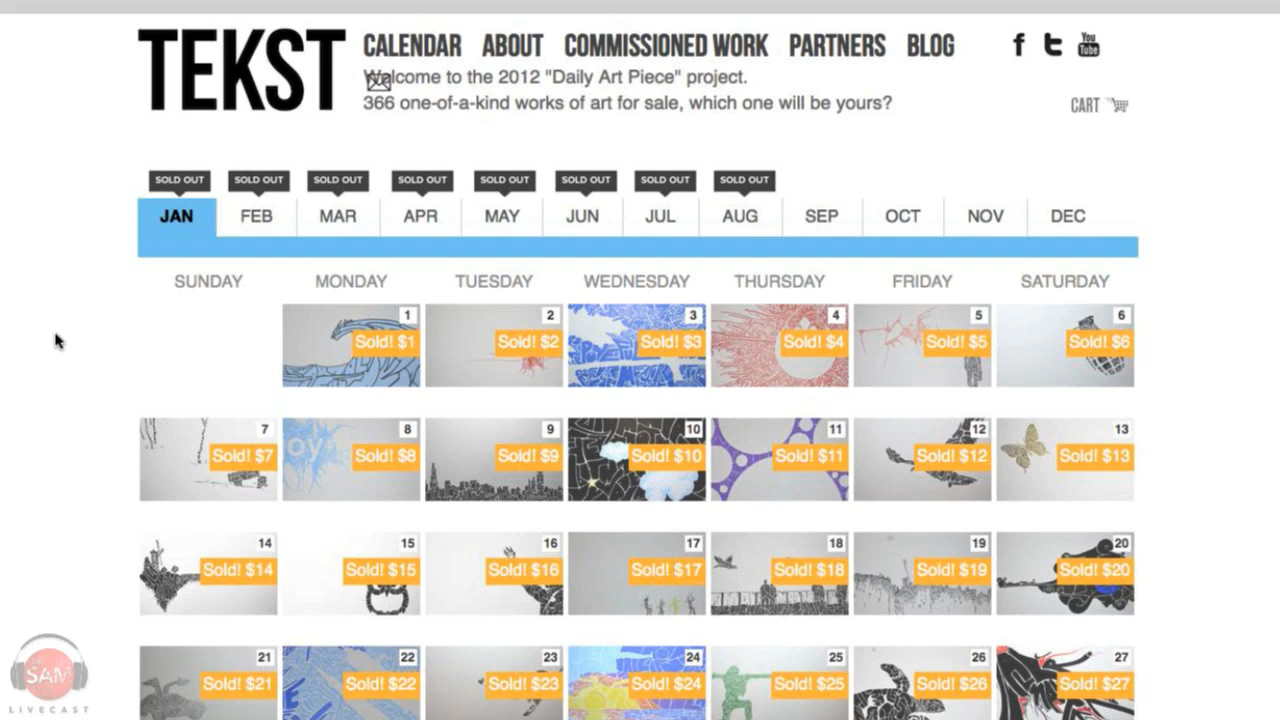 TEKST
CALENDAR ABOUT COMMISSIONED WORK PARTNERS BLOG
f t You Tube
Welcome to the 2012 "Daily Art Piece" project.
366 one-of-a-kind works of art for sale, which one will be yours?
CART
SOLD OUT SOLD OUT SOLD OUT SOLD OUT SOLD OUT SOLD OUT SOLD OUT SOLD OUT
JAN FEB MAR APR MAY JUN JUL AUG SEP OCT NOV DEC
SUNDAY MONDAY TUESDAY WEDNESDAY THURSDAY FRIDAY SATURDAY
1 2 3 4 5 6
Sold! $1 Sold! $2 Sold! $3 Sold! $4 Sold! $5 Sold! $6
7 8 9 10 11 12 13
oy
Sold! $7 Sold! $8 Sold! $9 Sold! $10 Sold! $11 Sold! $12 Sold! $13
14 15 16 17 18 19 20
Sold! $14 Sold! $15 Sold! $16 Sold! $17 Sold! $18 Sold! $19 Sold! $20
21 22 23 24 25 26 27
Sold! $21 Sold! $22 Sold! $23 Sold! $24 Sold! $25 Sold! $26 Sold! $27
THE
SAM
LIVECAST